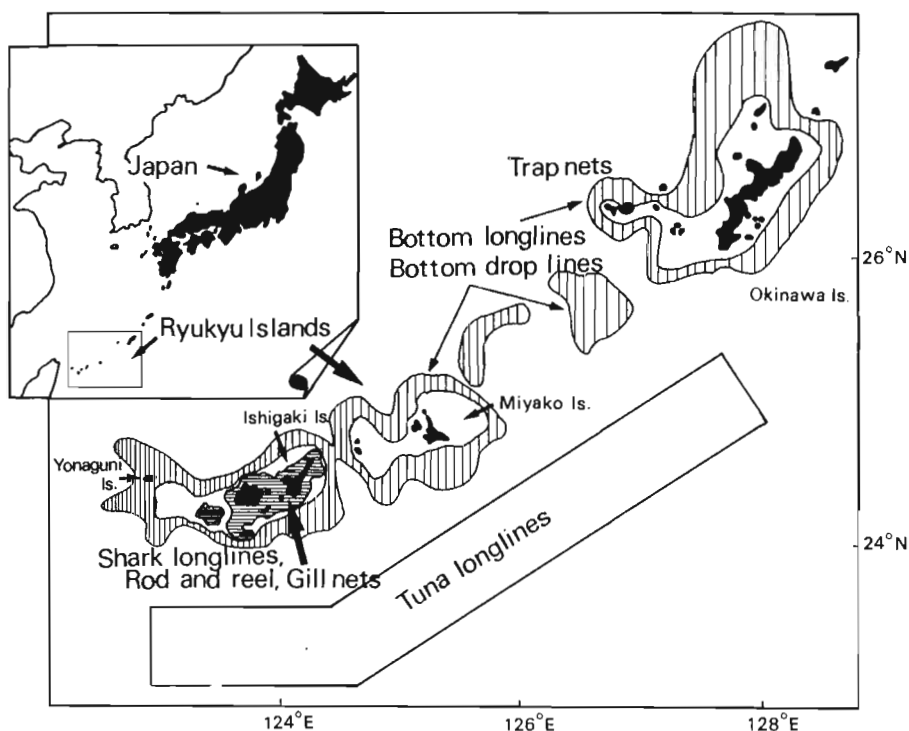 Japan
Trap nets
Bottom longlines
Bottom drop lines
26°N
Okinawa Is.
Ryukyu Islands
Miyako Is.
Ishigaki Is.
Yonaguni
Is.
Shark longlines,
Rod and reel, Gill nets
24°N
Tuna longlines
124°E
126°E
128°E